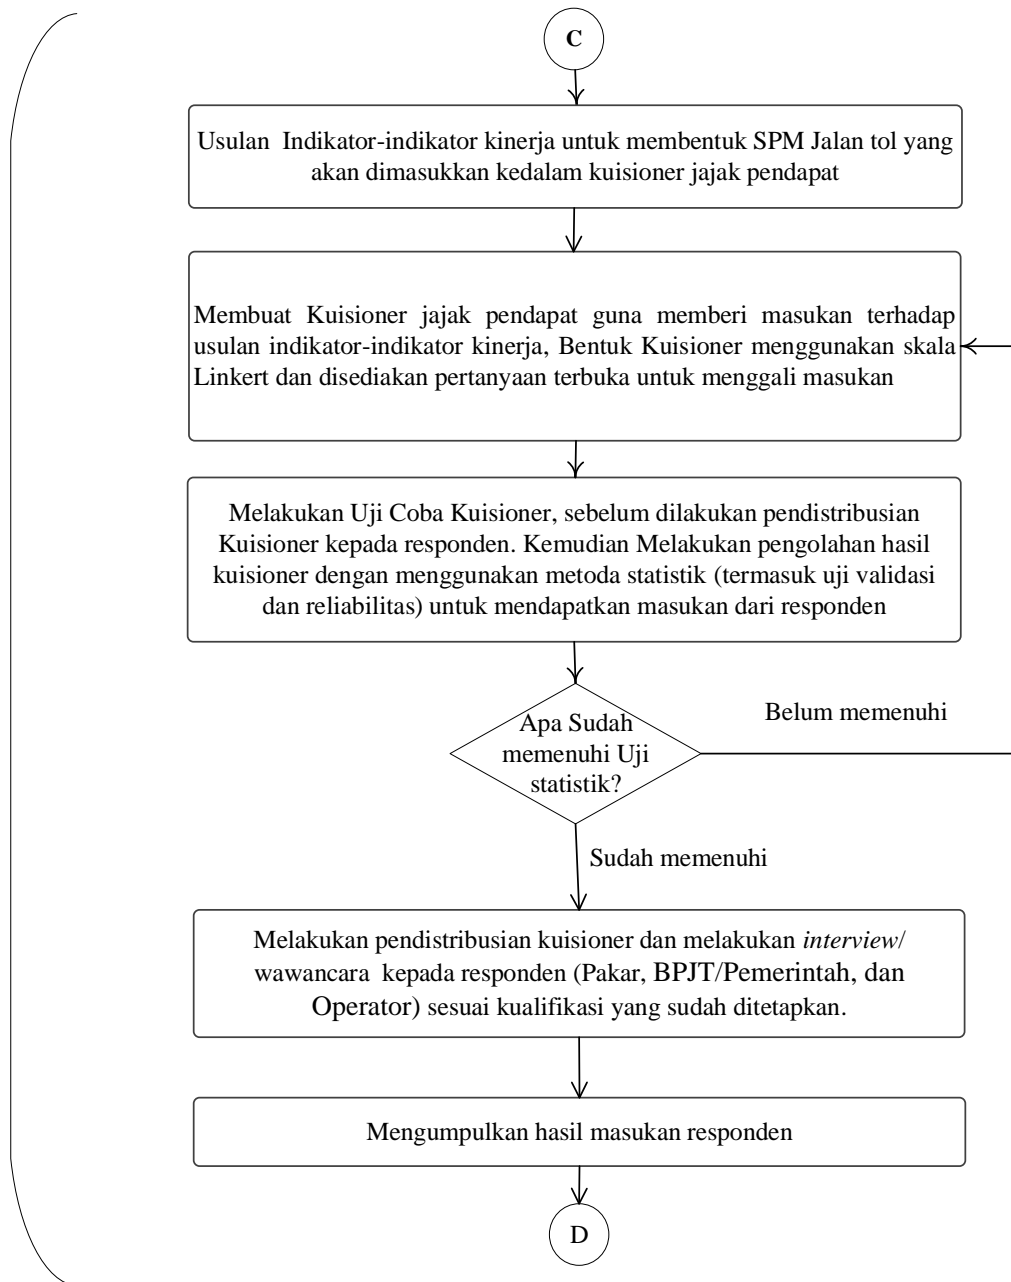 C
Usulan Indikator-indikator kinerja untuk membentuk SPM Jalan tol yang
akan dimasukkan kedalam kuisioner jajak pendapat
Membuat Kuisioner jajak pendapat guna memberi masukan terhadap
usulan indikator-indikator kinerja, Bentuk Kuisioner menggunakan skala
Linkert dan disediakan pertanyaan terbuka untuk menggali masukan
Melakukan Uji Coba Kuisioner, sebelum dilakukan pendistribusian
Kuisioner kepada responden. Kemudian Melakukan pengolahan hasil
kuisioner dengan menggunakan metoda statistik (termasuk uji validasi
dan reliabilitas) untuk mendapatkan masukan dari responden
Apa Sudah
memenuhi Uji
statistik?
Belum memenuhi
Sudah memenuhi
Melakukan pendistribusian kuisioner dan melakukan interview/
wawancara kepada responden (Pakar, BPJT/Pemerintah, dan
Operator) sesuai kualifikasi yang sudah ditetapkan.
Mengumpulkan hasil masukan responden
D